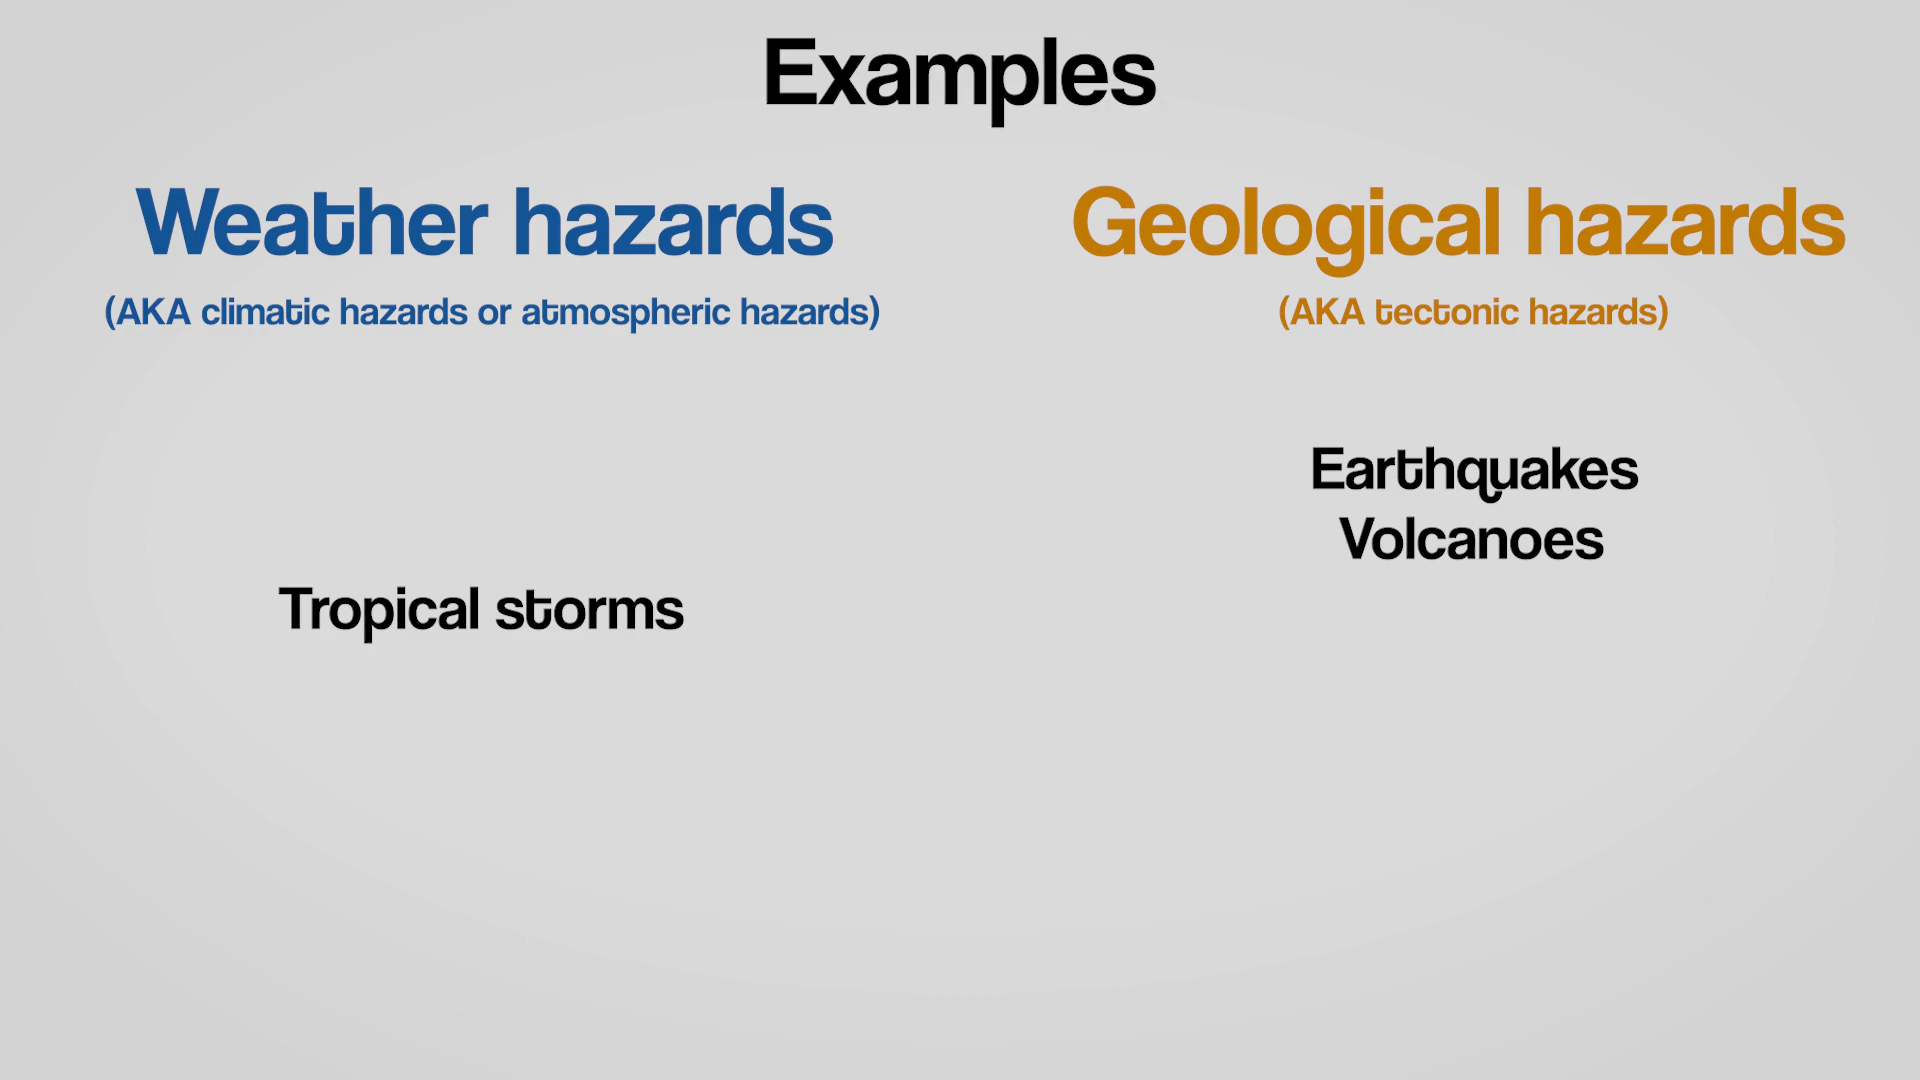 Examples
Weather hazards
(AKA climatic hazards or atmospheric hazards)
Tropical storms
Geological hazards
(AKA tectonic hazards)
Earthquakes
Volcanoes